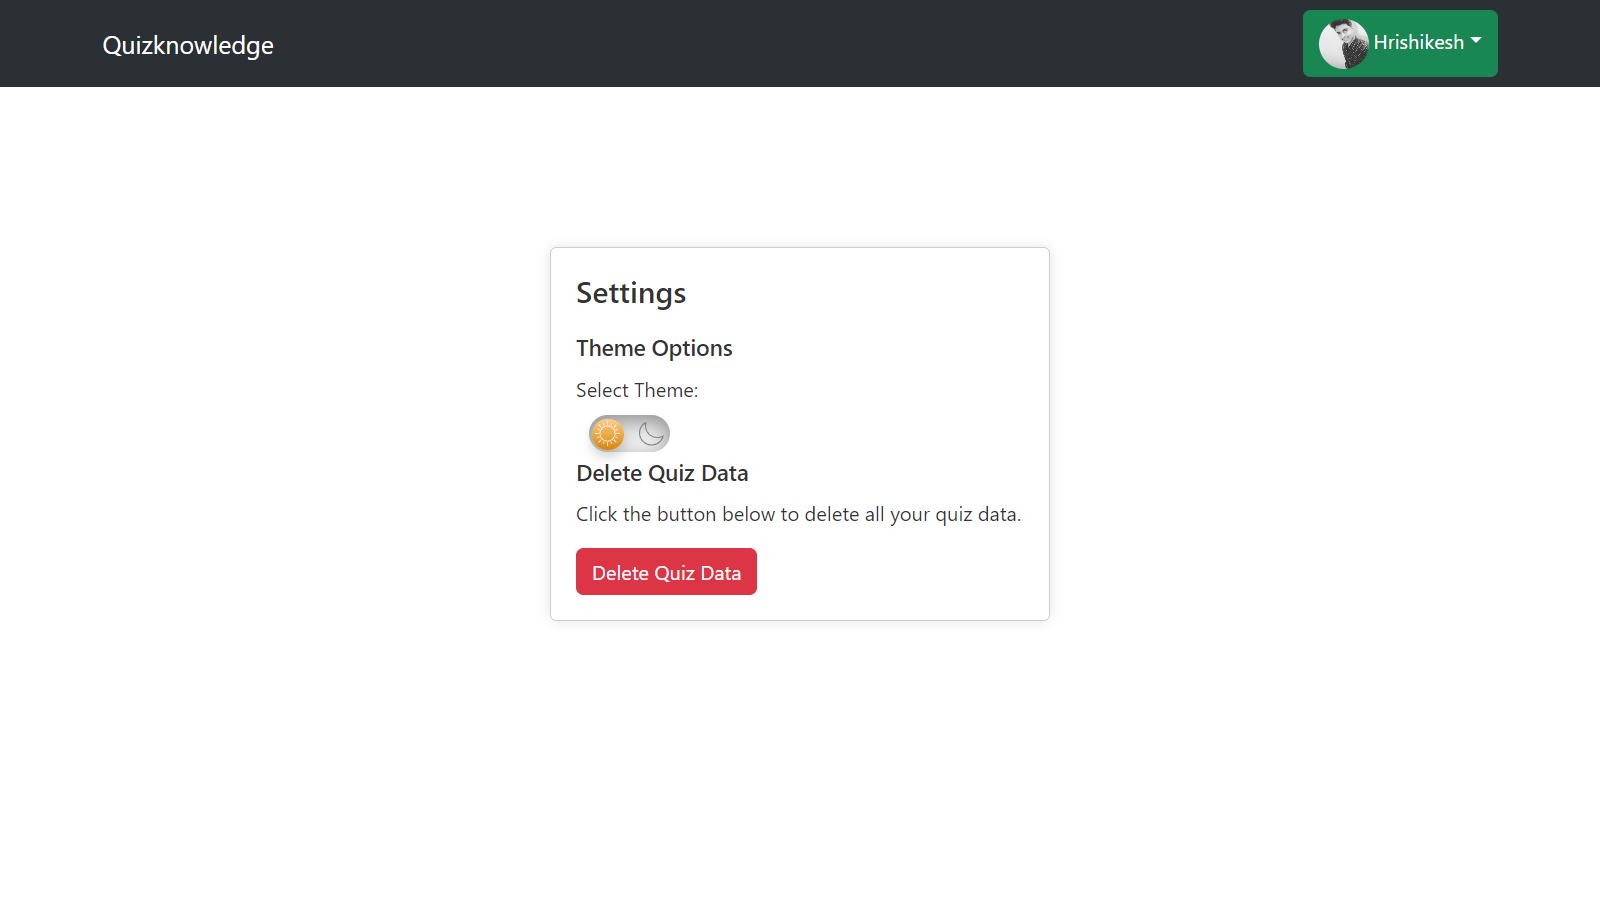 Quizknowledge
Hrishikesh
Settings
Theme Options
Select Theme:
Delete Quiz Data
Click the button below to delete all your quiz data.
Delete Quiz Data